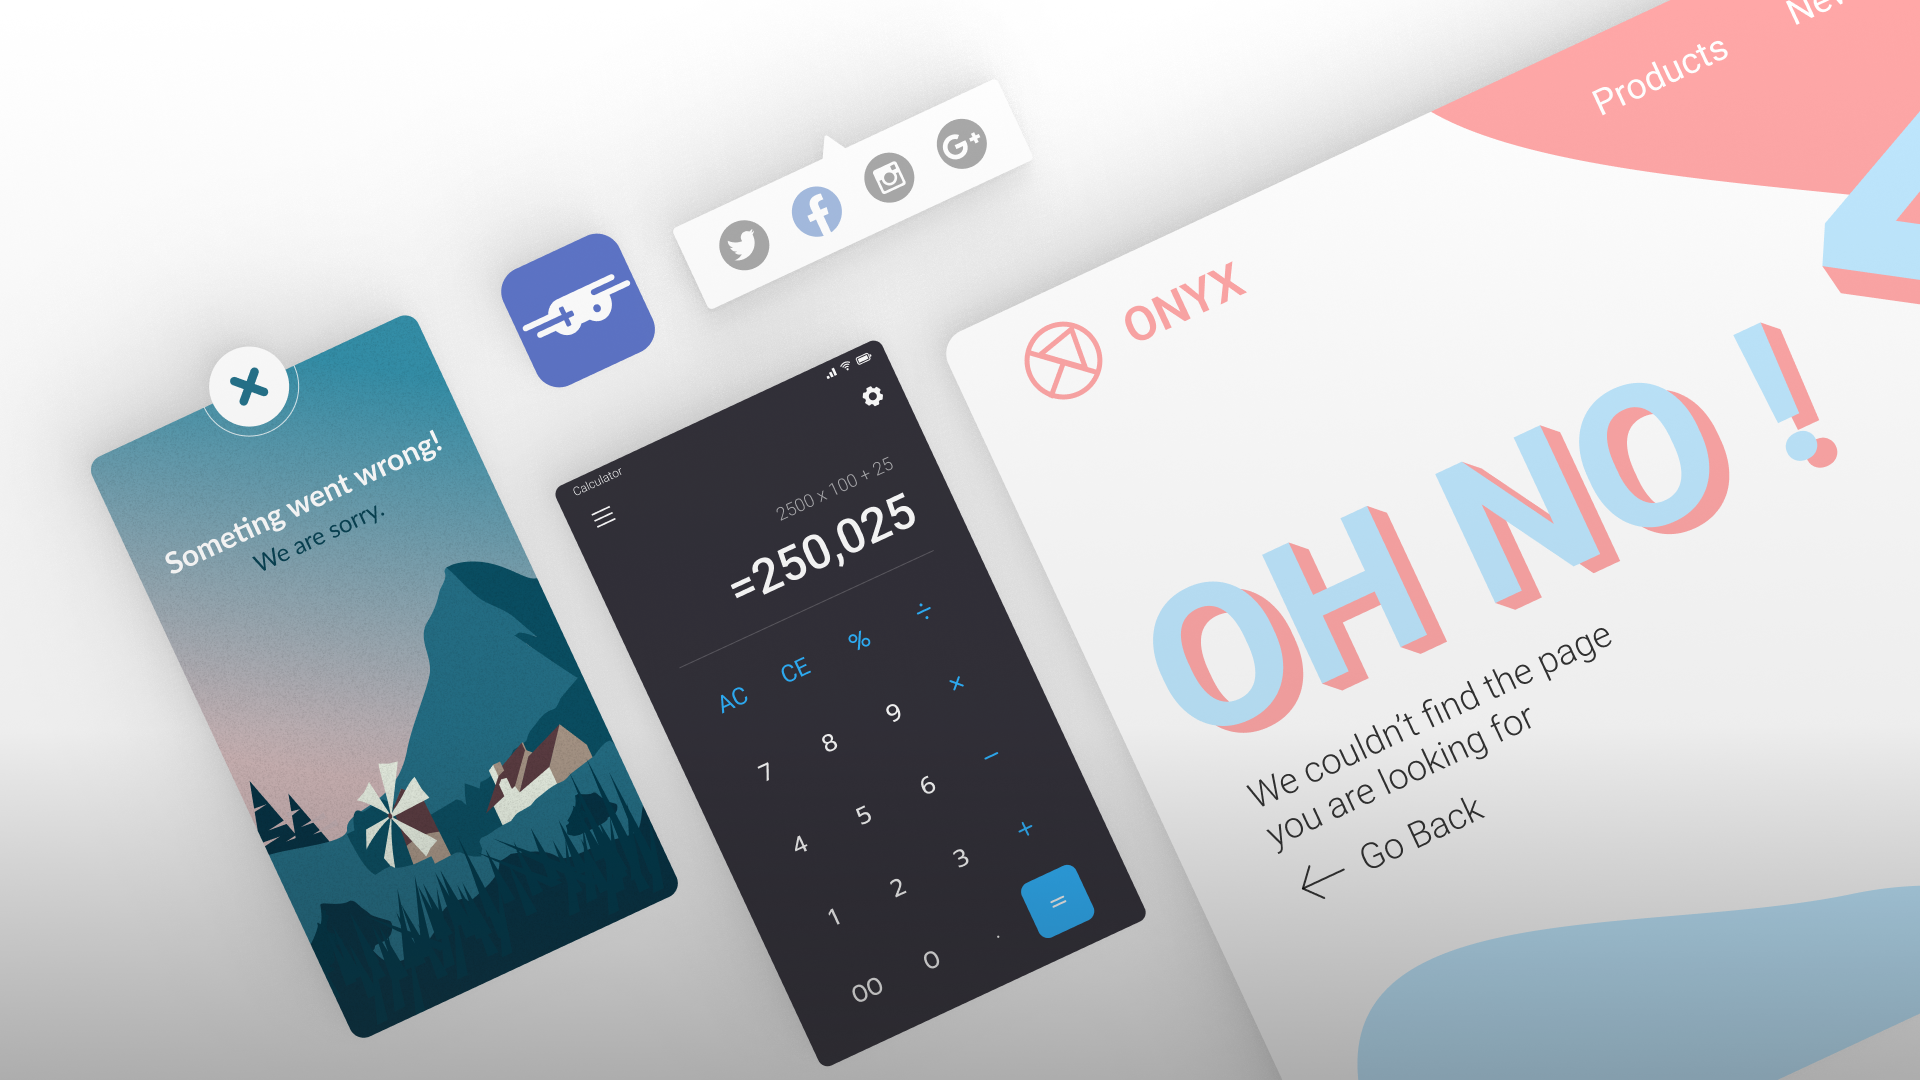 Someting went wrong!
We are sorry.
Calculator
2500 x 100 + 25
=250,025
AC CE % ÷
7 8 9 ×
4 5 6 −
1 2 3 +
00 0 . =
Products
ONYX
OH NO !
We couldn't find the page
you are looking for
← Go Back